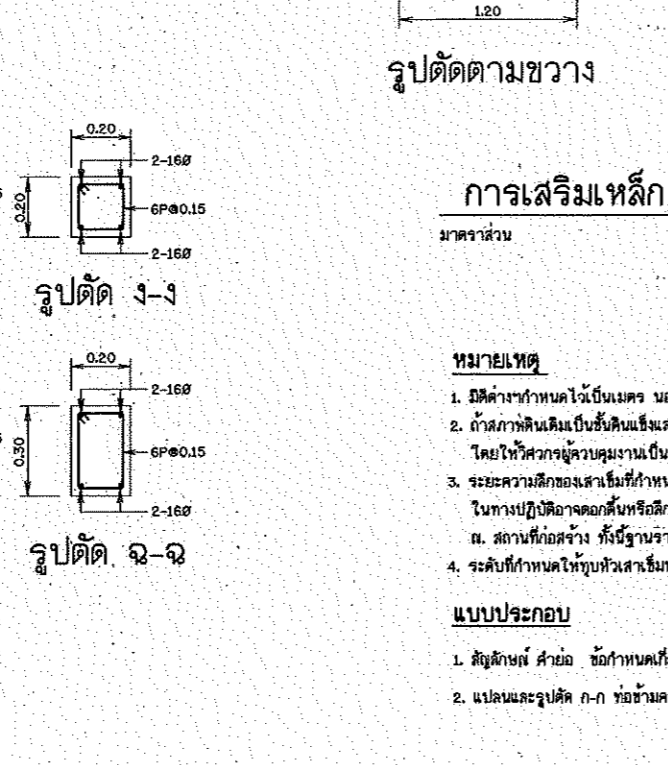 1.20
รูปตัดตามขวาง
0.20
2-16Ø
0.20
6P@0.15
2-16Ø
รูปตัด ง-ง
การเสริมเหล็ก
มาตราส่วน
0.20
2-16Ø
0.30
6P@0.15
2-16Ø
รูปตัด ฉ-ฉ
หมายเหตุ
1. มิติต่างๆกำหนดไว้เป็นเมตร
2. ถ้าสภาพดินเดิมเป็นชั้นดินแข็ง
โดยให้วิศวกรผู้ควบคุมงานเป็น
3. ระยะความลึกของเสาเข็มที่กำหน
ในทางปฏิบัติอาจตอกตื้นหรือลึก
ณ. สถานที่ก่อสร้าง ทั้งนี้ฐานรา
4. ระดับที่กำหนดให้ทุบหัวเสาเข็ม
แบบประกอบ
1. สัญลักษณ์ คำย่อ ข้อกำหนด
2. แปลนและรูปตัด ก-ก ท่อข้ามค